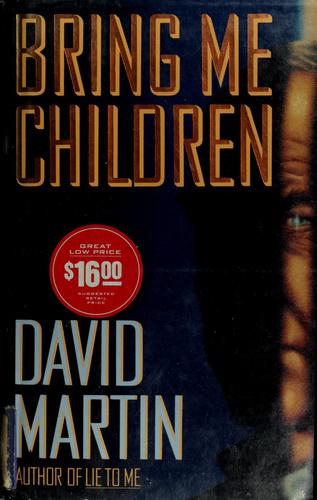 BRING ME
CHILDREN
GREAT
LOW PRICE
$16.00
SUGGESTED
RETAIL
PRICE
DAVID
MARTIN
AUTHOR OF LIE TO ME